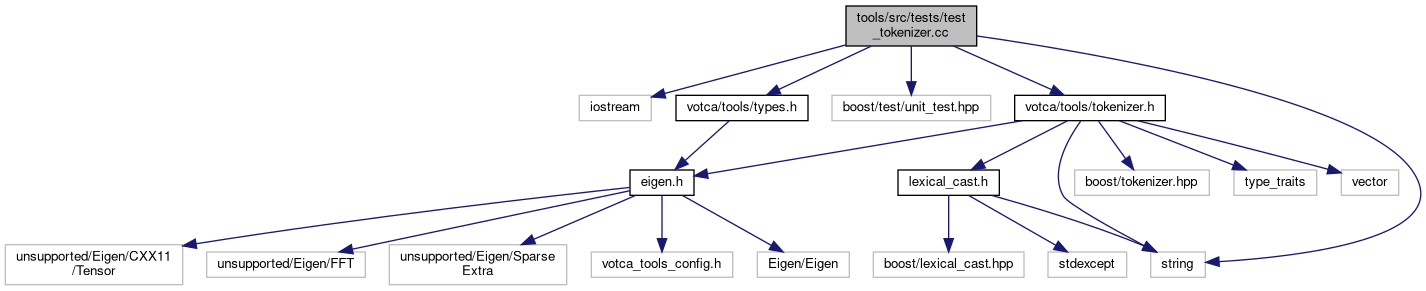 tools/src/tests/test
_tokenizer.cc
iostream
votca/tools/types.h
boost/test/unit_test.hpp
votca/tools/tokenizer.h
eigen.h
lexical_cast.h
boost/tokenizer.hpp
type_traits
vector
unsupported/Eigen/CXX11
/Tensor
unsupported/Eigen/FFT
unsupported/Eigen/Sparse
Extra
votca_tools_config.h
Eigen/Eigen
boost/lexical_cast.hpp
stdexcept
string